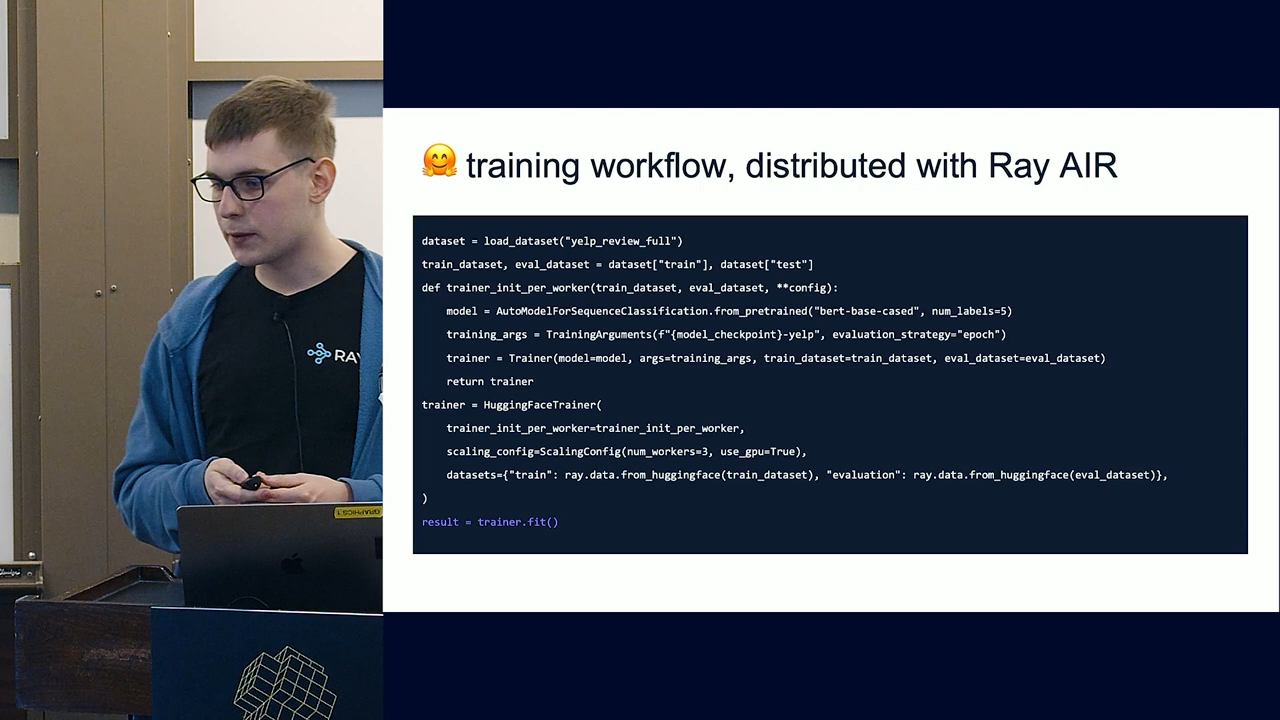 🤗 training workflow, distributed with Ray AIR
dataset = load_dataset("yelp_review_full")
train_dataset, eval_dataset = dataset["train"], dataset["test"]
def trainer_init_per_worker(train_dataset, eval_dataset, **config):
    model = AutoModelForSequenceClassification.from_pretrained("bert-base-cased", num_labels=5)
    training_args = TrainingArguments(f"{model_checkpoint}-yelp", evaluation_strategy="epoch")
    trainer = Trainer(model=model, args=training_args, train_dataset=train_dataset, eval_dataset=eval_dataset)
    return trainer
trainer = HuggingFaceTrainer(
    trainer_init_per_worker=trainer_init_per_worker,
    scaling_config=ScalingConfig(num_workers=3, use_gpu=True),
    datasets={"train": ray.data.from_huggingface(train_dataset), "evaluation": ray.data.from_huggingface(eval_dataset)},
)
result = trainer.fit()
RAY
GRAPHICS 1